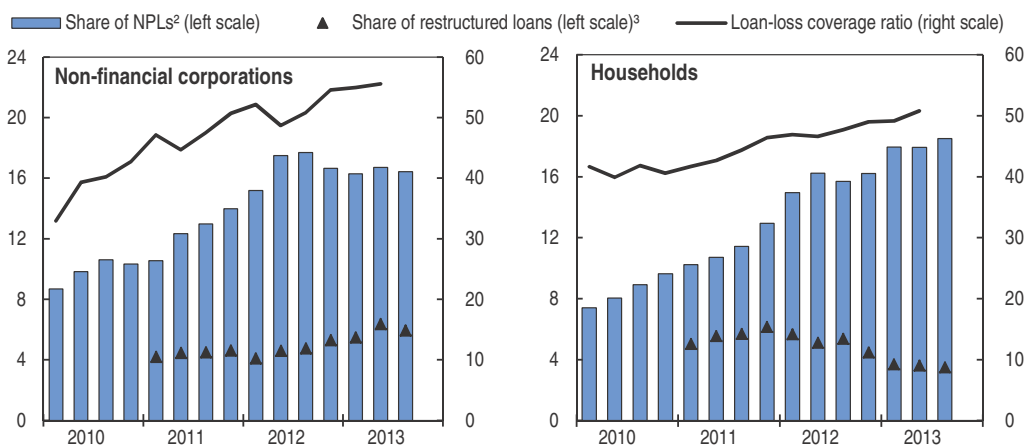 Share of NPLs² (left scale) Share of restructured loans (left scale)³ Loan-loss coverage ratio (right scale)
Non-financial corporations
24 60
20 50
16 40
12 30
8 20
4 10
0 0
2010 2011 2012 2013
Households
24 60
20 50
16 40
12 30
8 20
4 10
0 0
2010 2011 2012 2013